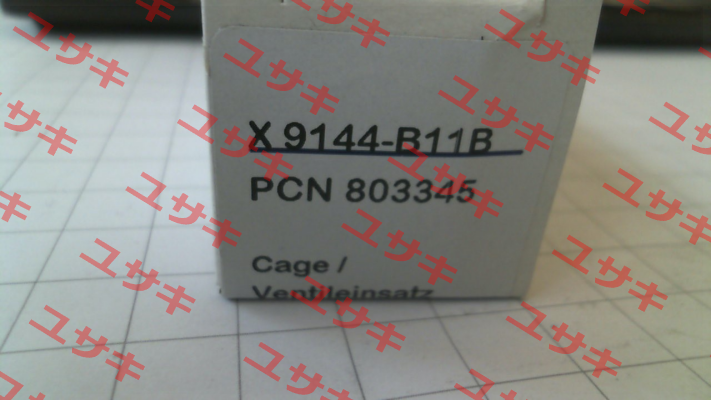 X 9144-B11B
PCN 803345
Cage /
Ventileinsatz
ユサキ